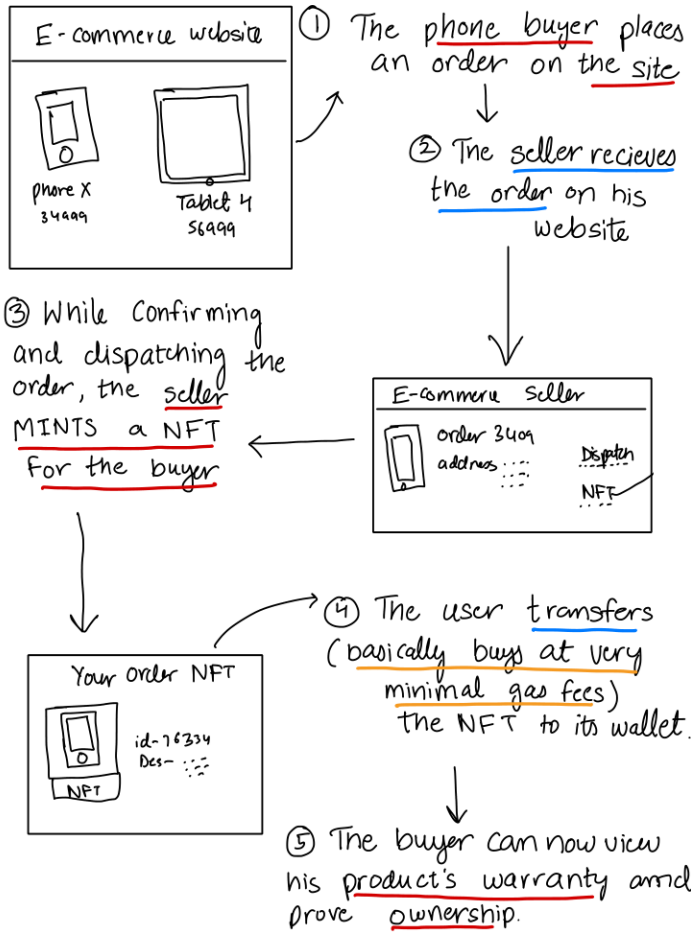 E-commerce website
phone X
34999
Tablet 4
56999
① The phone buyer places
an order on the site
② The seller recieves
the order on his
website
E-commerce Seller
order 3409
address
Dispatch
NFT
③ While Confirming
and dispatching the
order, the seller
MINTS a NFT
for the buyer
Your order NFT
id-76334
Des-
NFT
④ The user transfers
(basically buys at very
minimal gas fees)
the NFT to its wallet.
⑤ The buyer can now view
his product's warranty and
prove ownership.